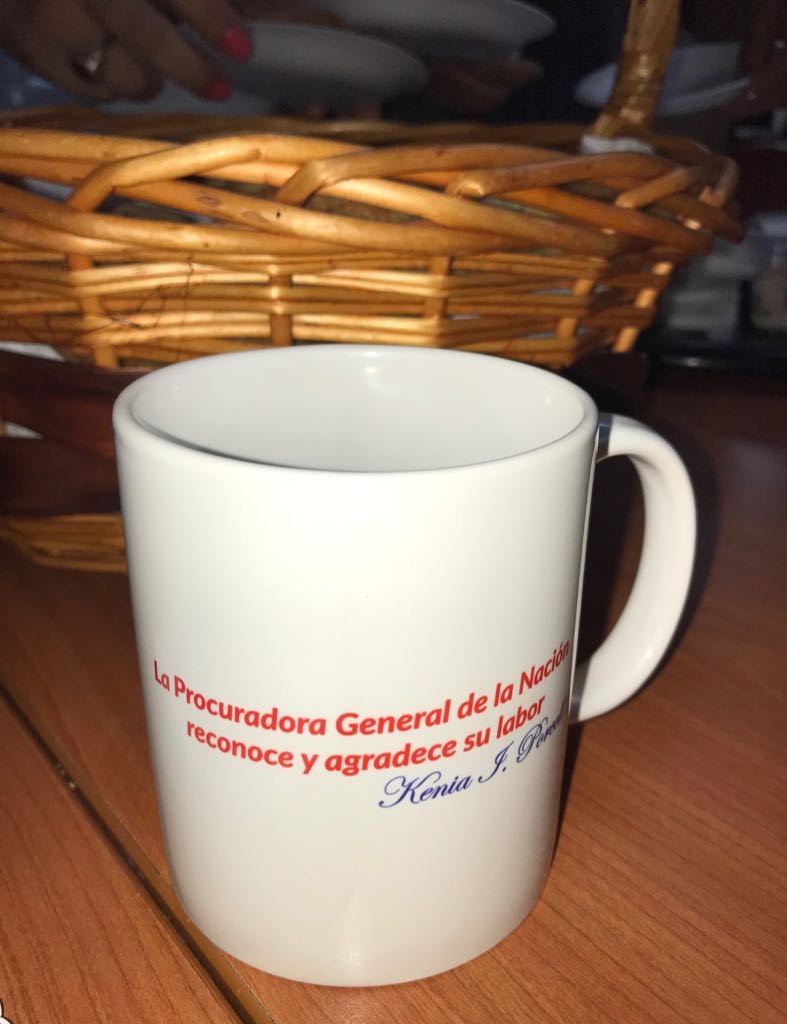 La Procuradora General de la Nación
reconoce y agradece su labor
Kenia I.